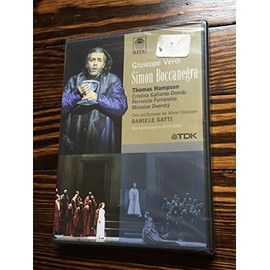 Giuseppe Verdi
Simon Boccanegra
Thomas Hampson
Cristina Gallardo-Domâs
Ferruccio Furlanetto
Miroslav Dvorský
Chor und Orchester der Wiener Staatsoper
DANIELE GATTI
TDK